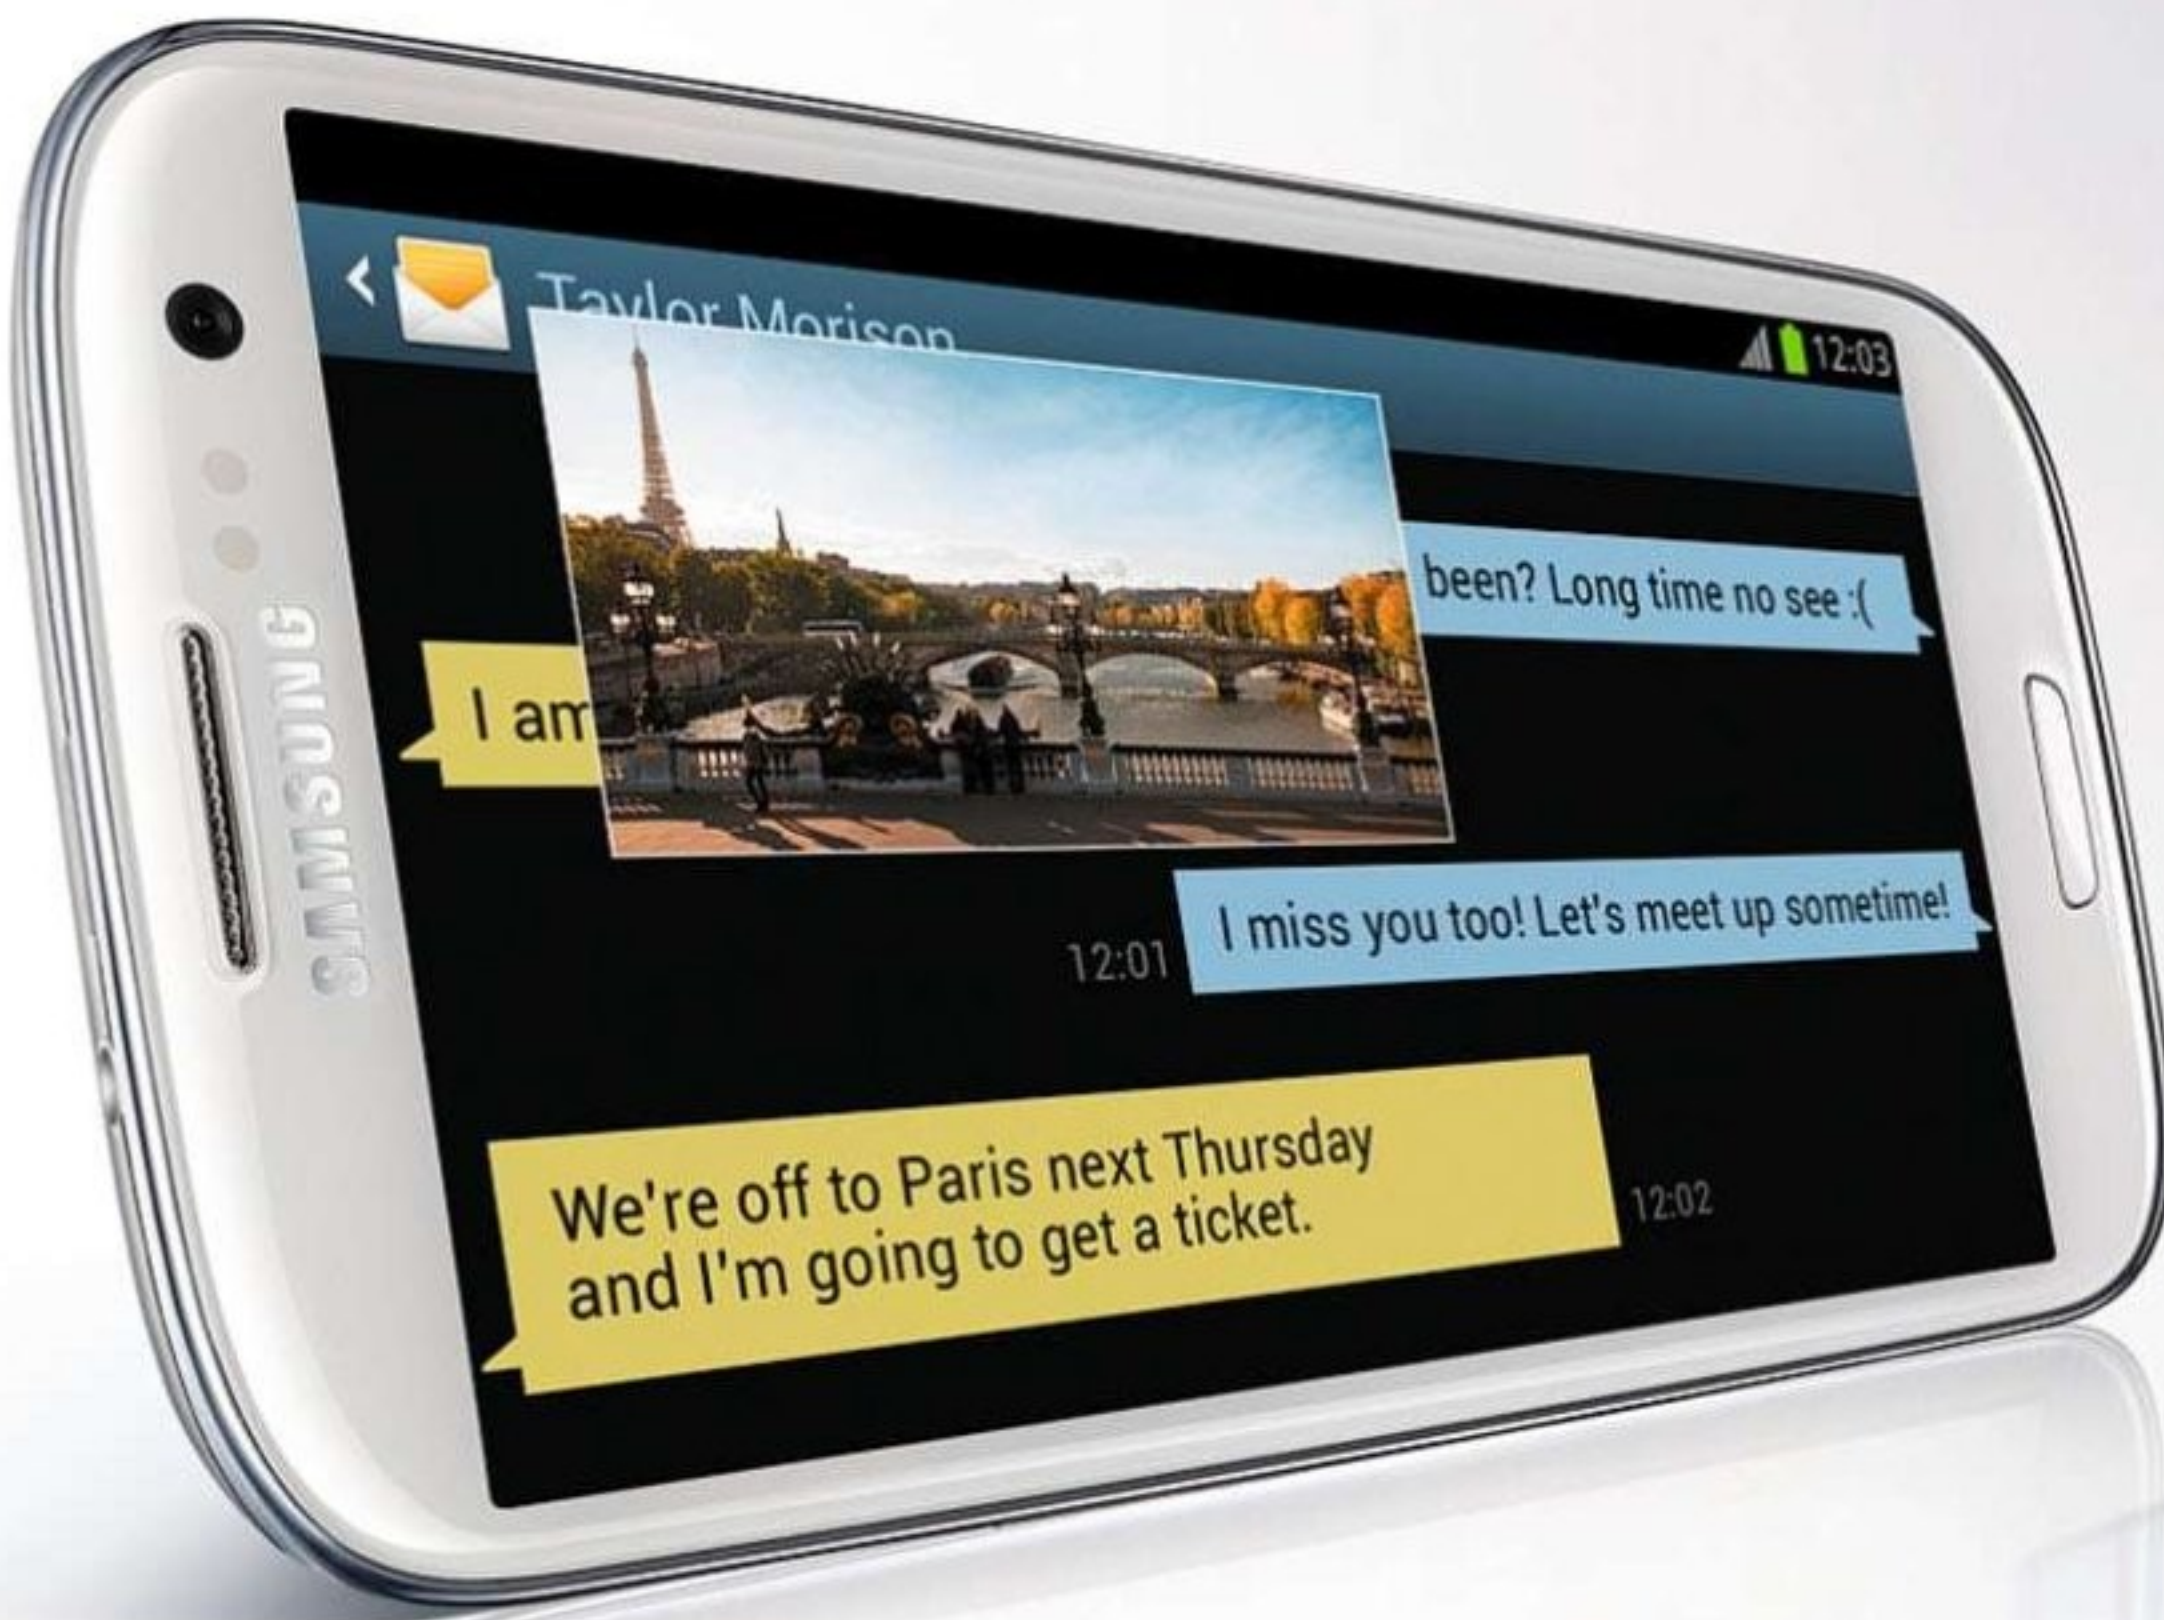 12:03
Taylor Morison
been? Long time no see :(
I am
I miss you too! Let's meet up sometime!
12:01
We're off to Paris next Thursday
and I'm going to get a ticket.
12:02
SAMSUNG